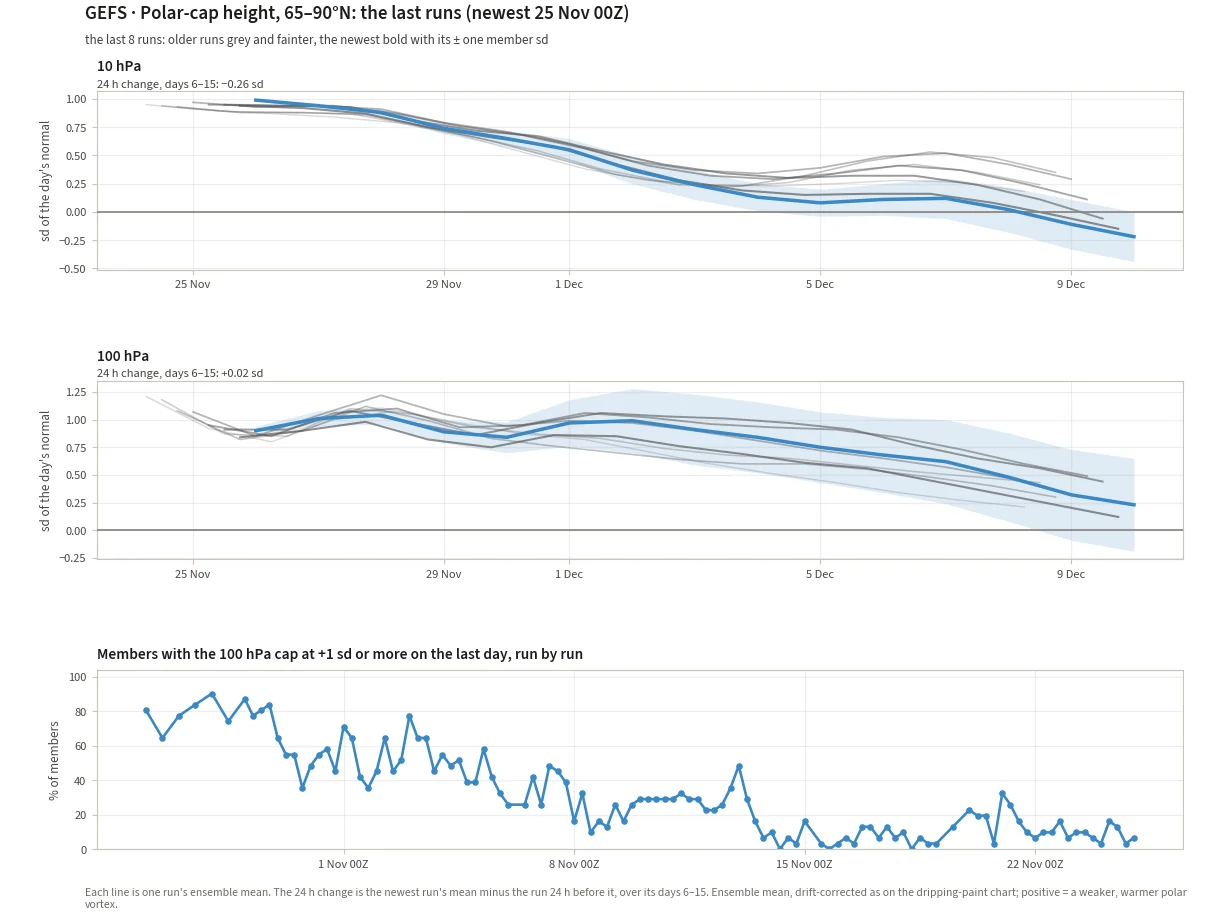 GEFS · Polar-cap height, 65–90°N: the last runs (newest 25 Nov 00Z)
the last 8 runs: older runs grey and fainter, the newest bold with its ± one member sd
10 hPa
24 h change, days 6–15: −0.26 sd
1.00
0.75
0.50
0.25
0.00
−0.25
−0.50
sd of the day's normal
25 Nov
29 Nov
1 Dec
5 Dec
9 Dec
100 hPa
24 h change, days 6–15: +0.02 sd
1.25
1.00
0.75
0.50
0.25
0.00
−0.25
sd of the day's normal
25 Nov
29 Nov
1 Dec
5 Dec
9 Dec
Members with the 100 hPa cap at +1 sd or more on the last day, run by run
100
80
60
40
20
0
% of members
1 Nov 00Z
8 Nov 00Z
15 Nov 00Z
22 Nov 00Z
Each line is one run's ensemble mean. The 24 h change is the newest run's mean minus the run 24 h before it, over its days 6–15. Ensemble mean, drift-corrected as on the dripping-paint chart; positive = a weaker, warmer polar
vortex.